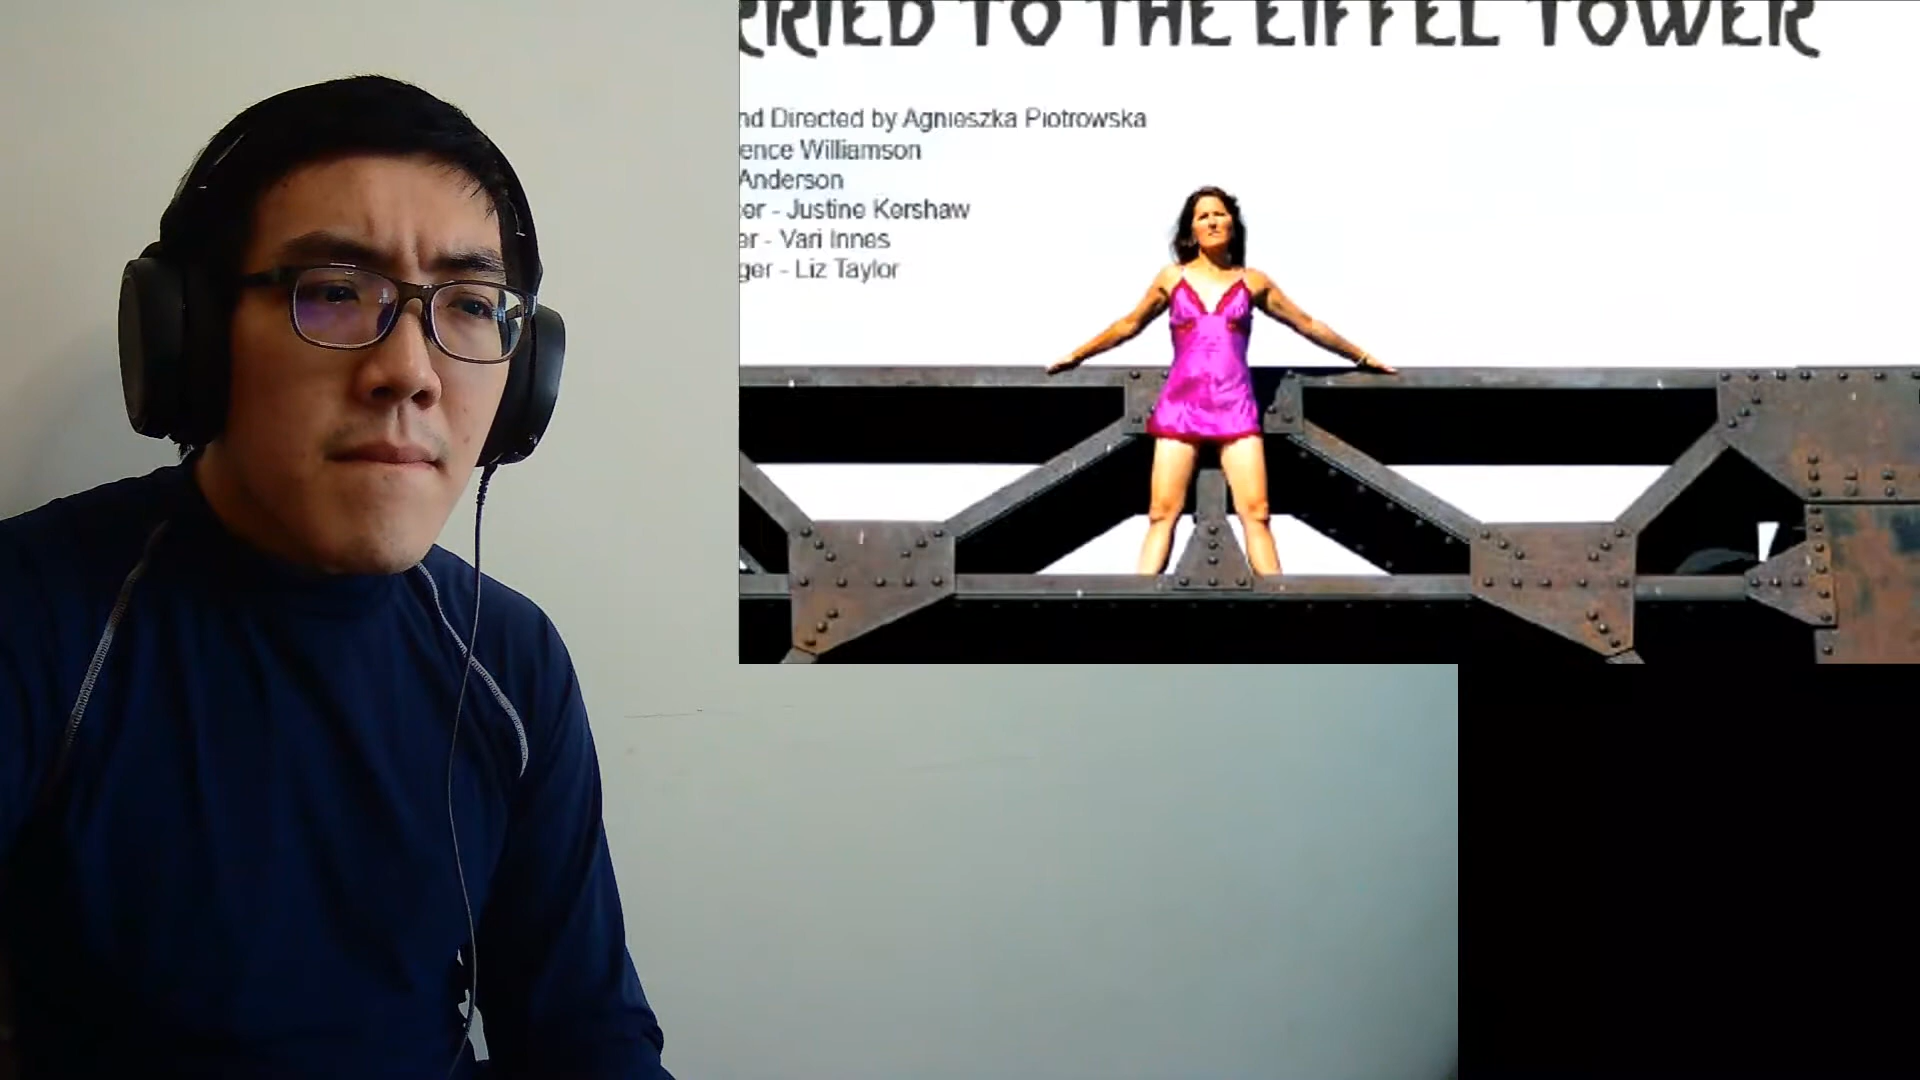 RRIED TO THE EIFFEL TOWER
nd Directed by Agnieszka Piotrowska
ence Williamson
Anderson
er - Justine Kershaw
er - Vari Innes
ger - Liz Taylor